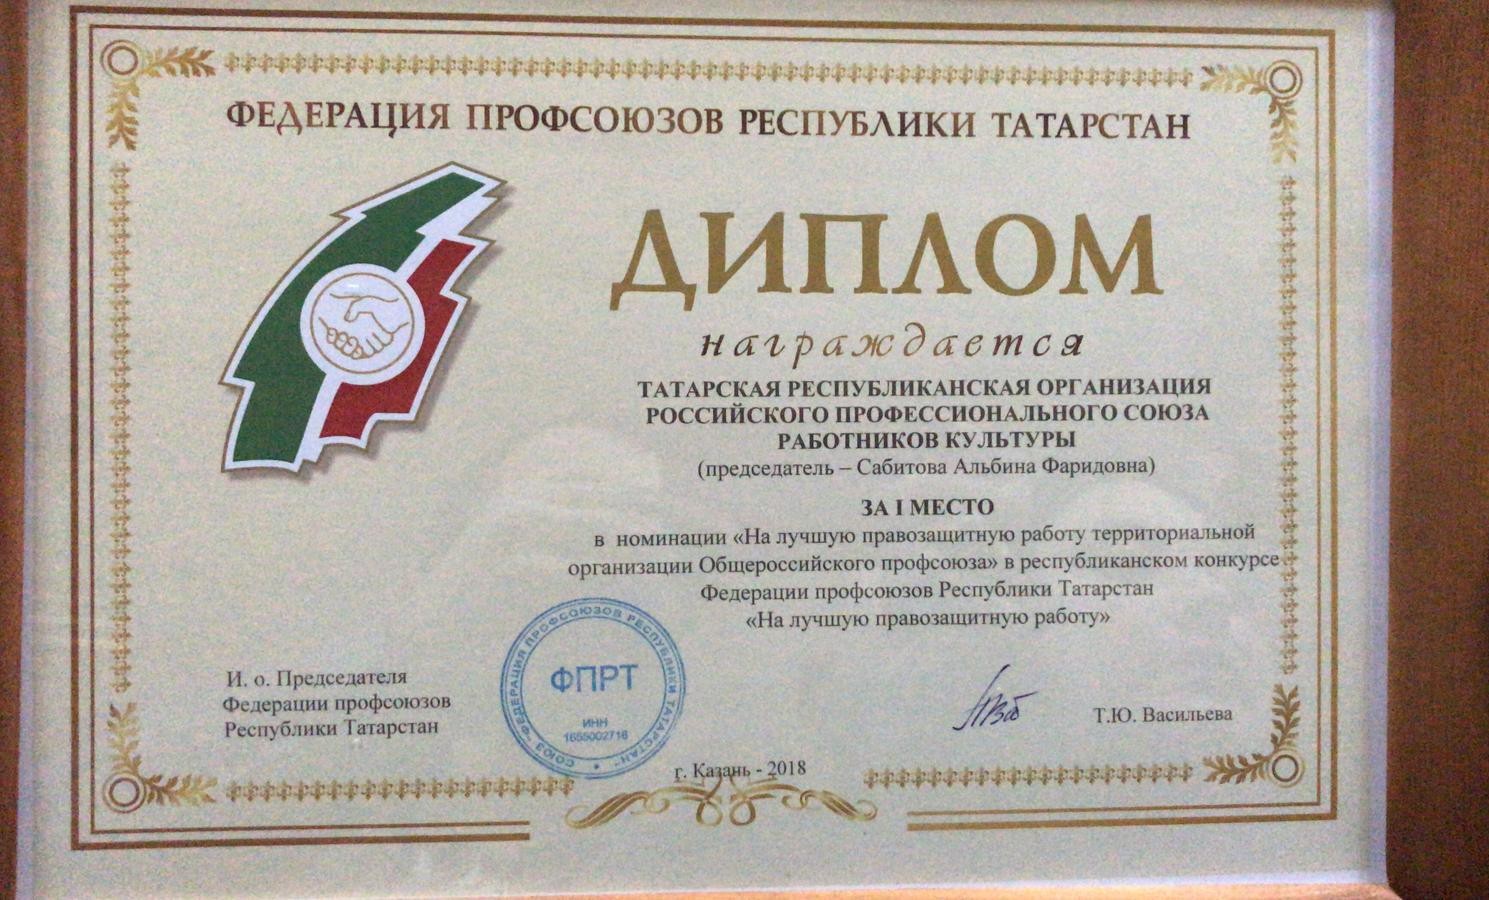 ФЕДЕРАЦИЯ ПРОФСОЮЗОВ РЕСПУБЛИКИ ТАТАРСТАН
ДИПЛОМ
награждается
ТАТАРСКАЯ РЕСПУБЛИКАНСКАЯ ОРГАНИЗАЦИЯ
РОССИЙСКОГО ПРОФЕССИОНАЛЬНОГО СОЮЗА
РАБОТНИКОВ КУЛЬТУРЫ
(председатель – Сабитова Альбина Фаридовна)
ЗА I МЕСТО
в номинации «На лучшую правозащитную работу территориальной
организации Общероссийского профсоюза» в республиканском конкурсе
Федерации профсоюзов Республики Татарстан
«На лучшую правозащитную работу»
И. о. Председателя
Федерации профсоюзов
Республики Татарстан
СОЮЗ "ФЕДЕРАЦИЯ ПРОФСОЮЗОВ РЕСПУБЛИКИ ТАТАРСТАН"
ФПРТ
ИНН
1655002716
Т.Ю. Васильева
г. Казань - 2018